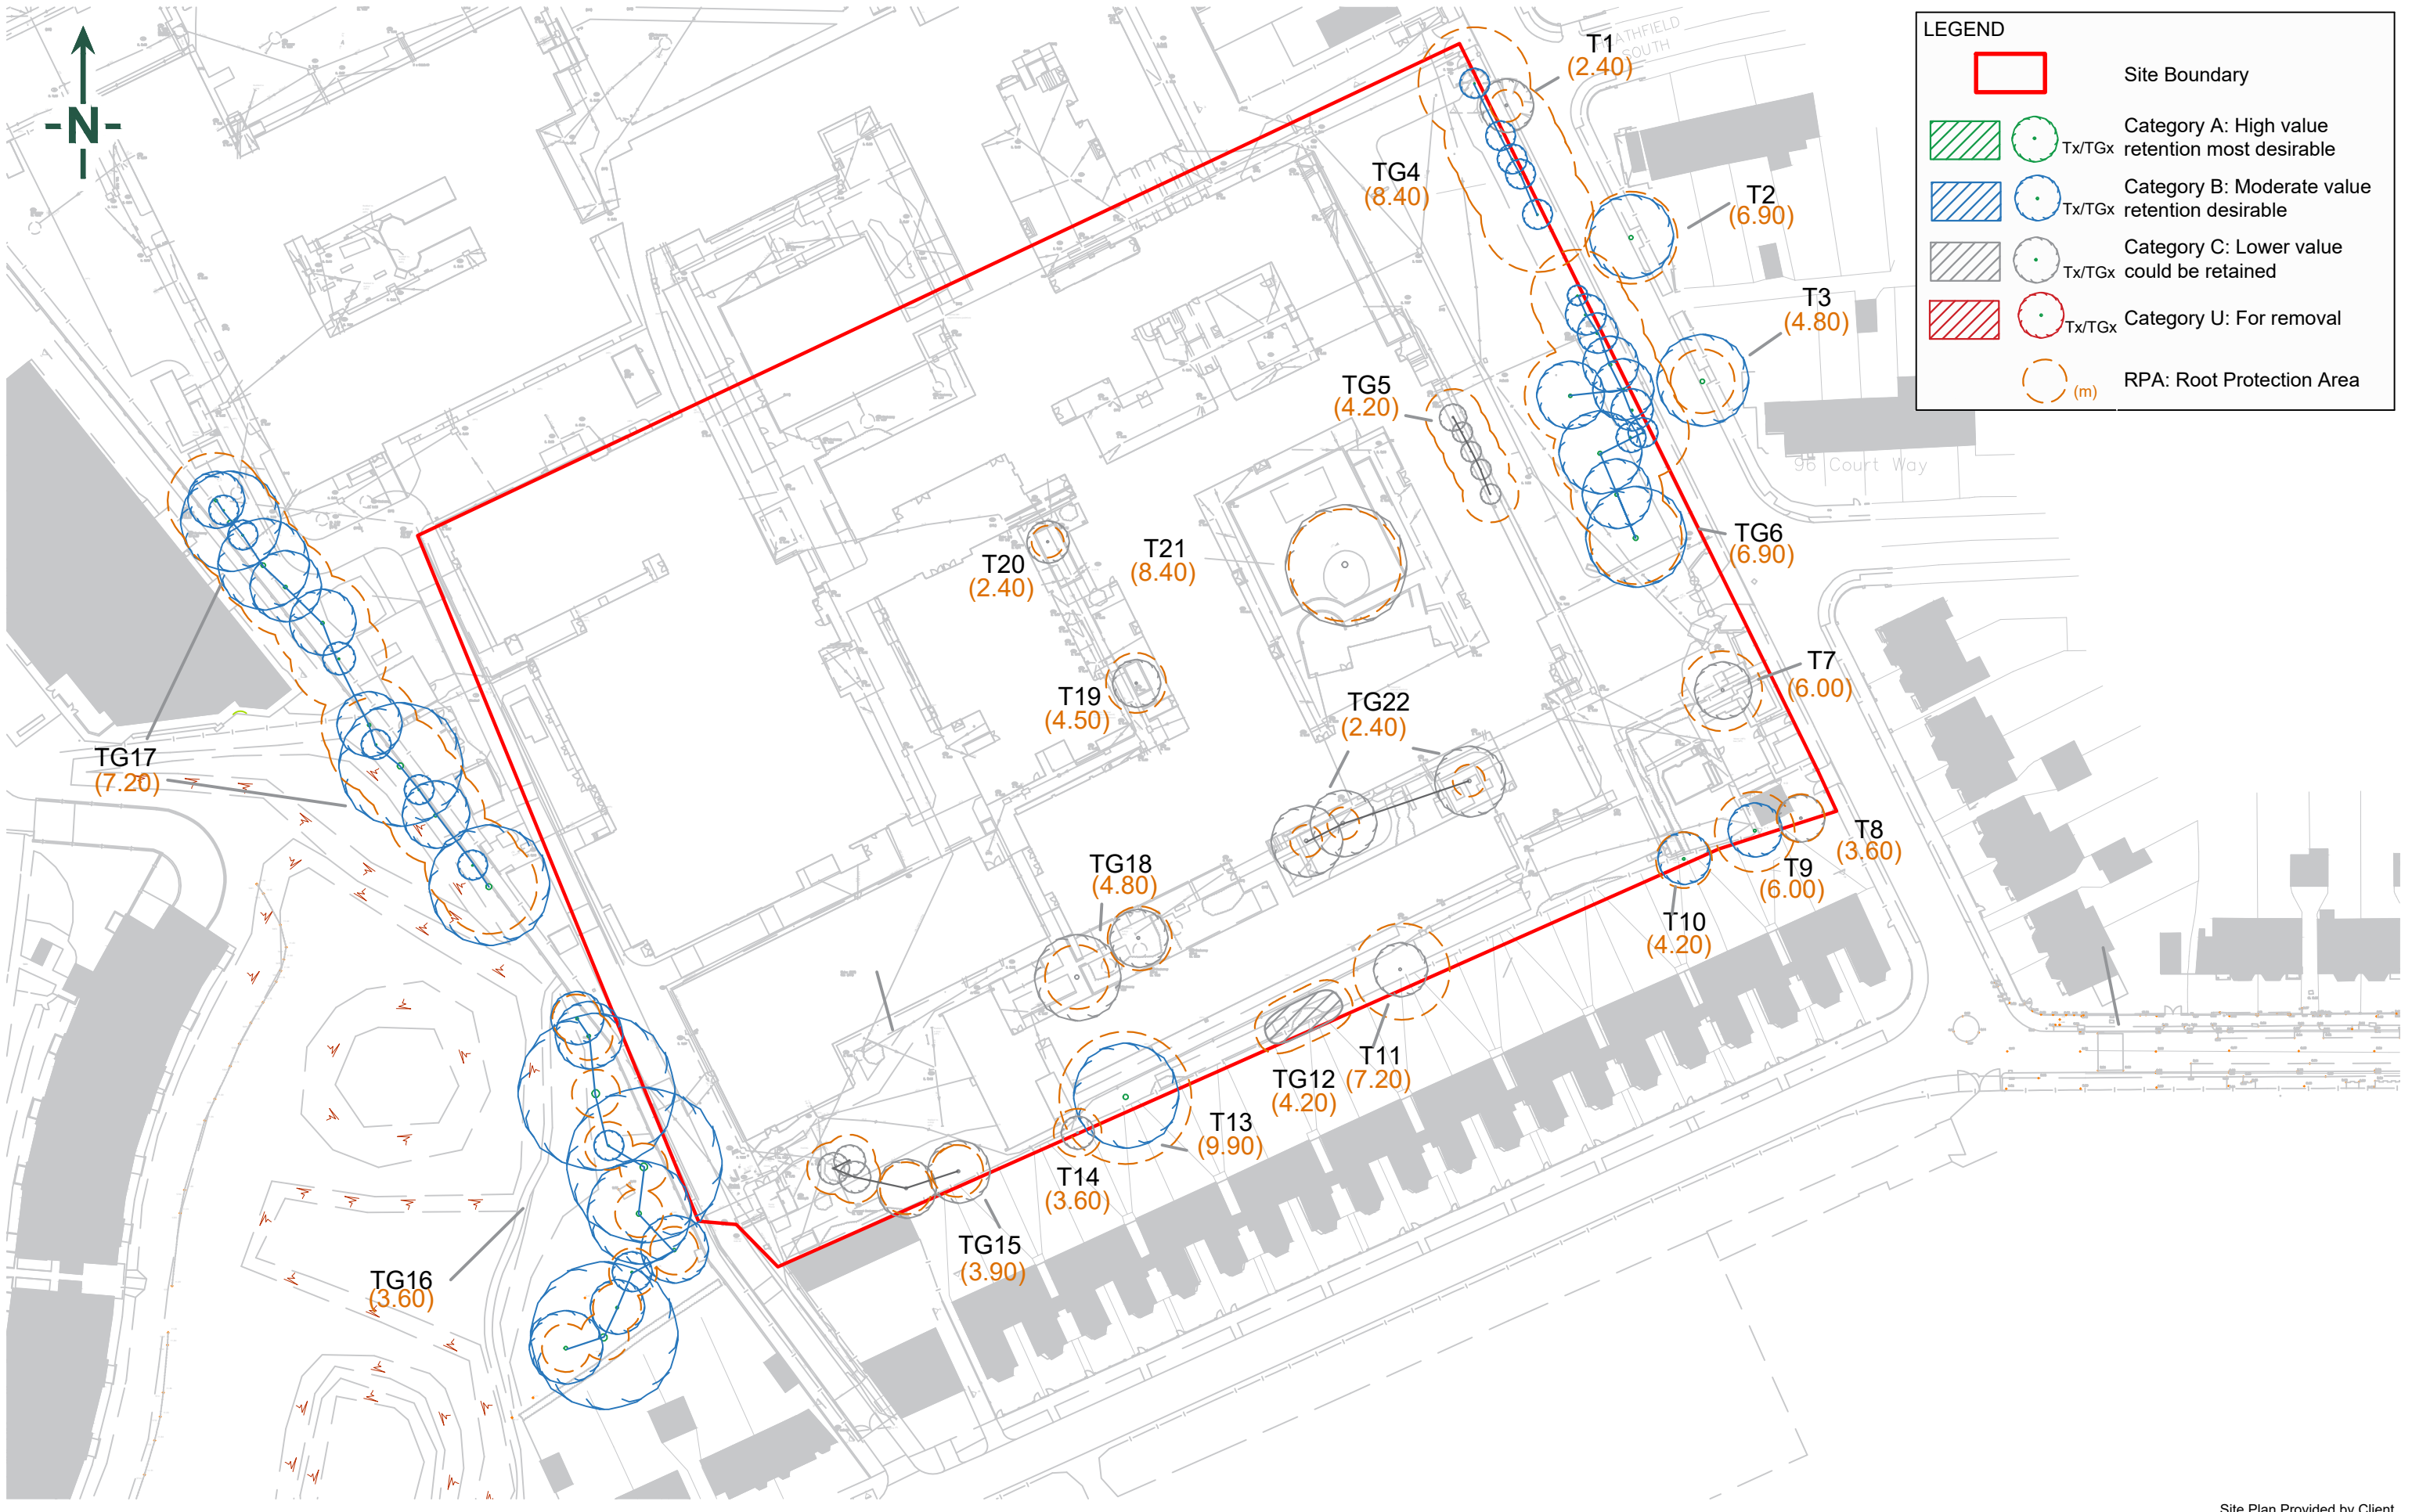 HEATHFIELD
SOUTH
N
LEGEND
Site Boundary
Tx/TGx
Category A: High value
retention most desirable
Tx/TGx
Category B: Moderate value
retention desirable
Tx/TGx
Category C: Lower value
could be retained
Tx/TGx
Category U: For removal
(m)
RPA: Root Protection Area
T1
(2.40)
TG4
(8.40)
T2
(6.90)
T3
(4.80)
TG5
(4.20)
96 Court Way
TG6
(6.90)
T20
(2.40)
T21
(8.40)
T7
(6.00)
T19
(4.50)
TG22
(2.40)
TG17
(7.20)
T8
(3.60)
T9
(6.00)
TG18
(4.80)
T10
(4.20)
T11
(7.20)
TG12
(4.20)
T13
(9.90)
T14
(3.60)
TG15
(3.90)
TG16
(3.60)
Site Plan Provided by Client